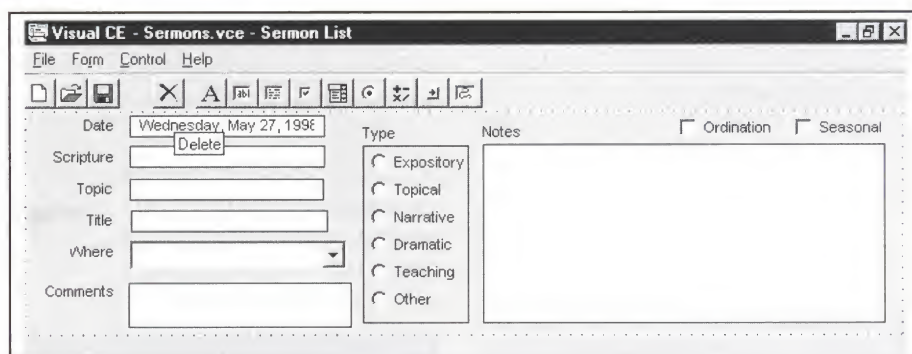 Visual CE - Sermons.vce - Sermon List
File Form Control Help
A ab
Date Wednesday, May 27, 1998
Delete
Type
Notes
Ordination
Seasonal
Scripture
Expository
Topic
Topical
Title
Narrative
Where
Dramatic
Teaching
Comments
Other